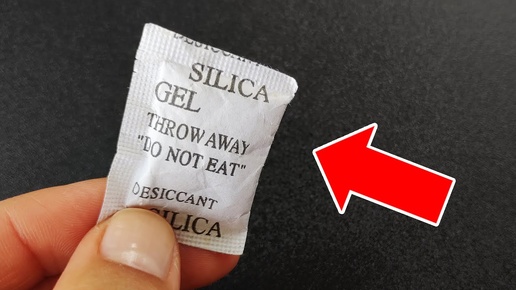 DESICCANT
SILICA
GEL
THROW AWAY
"DO NOT EAT"
DESICCANT
SILICA